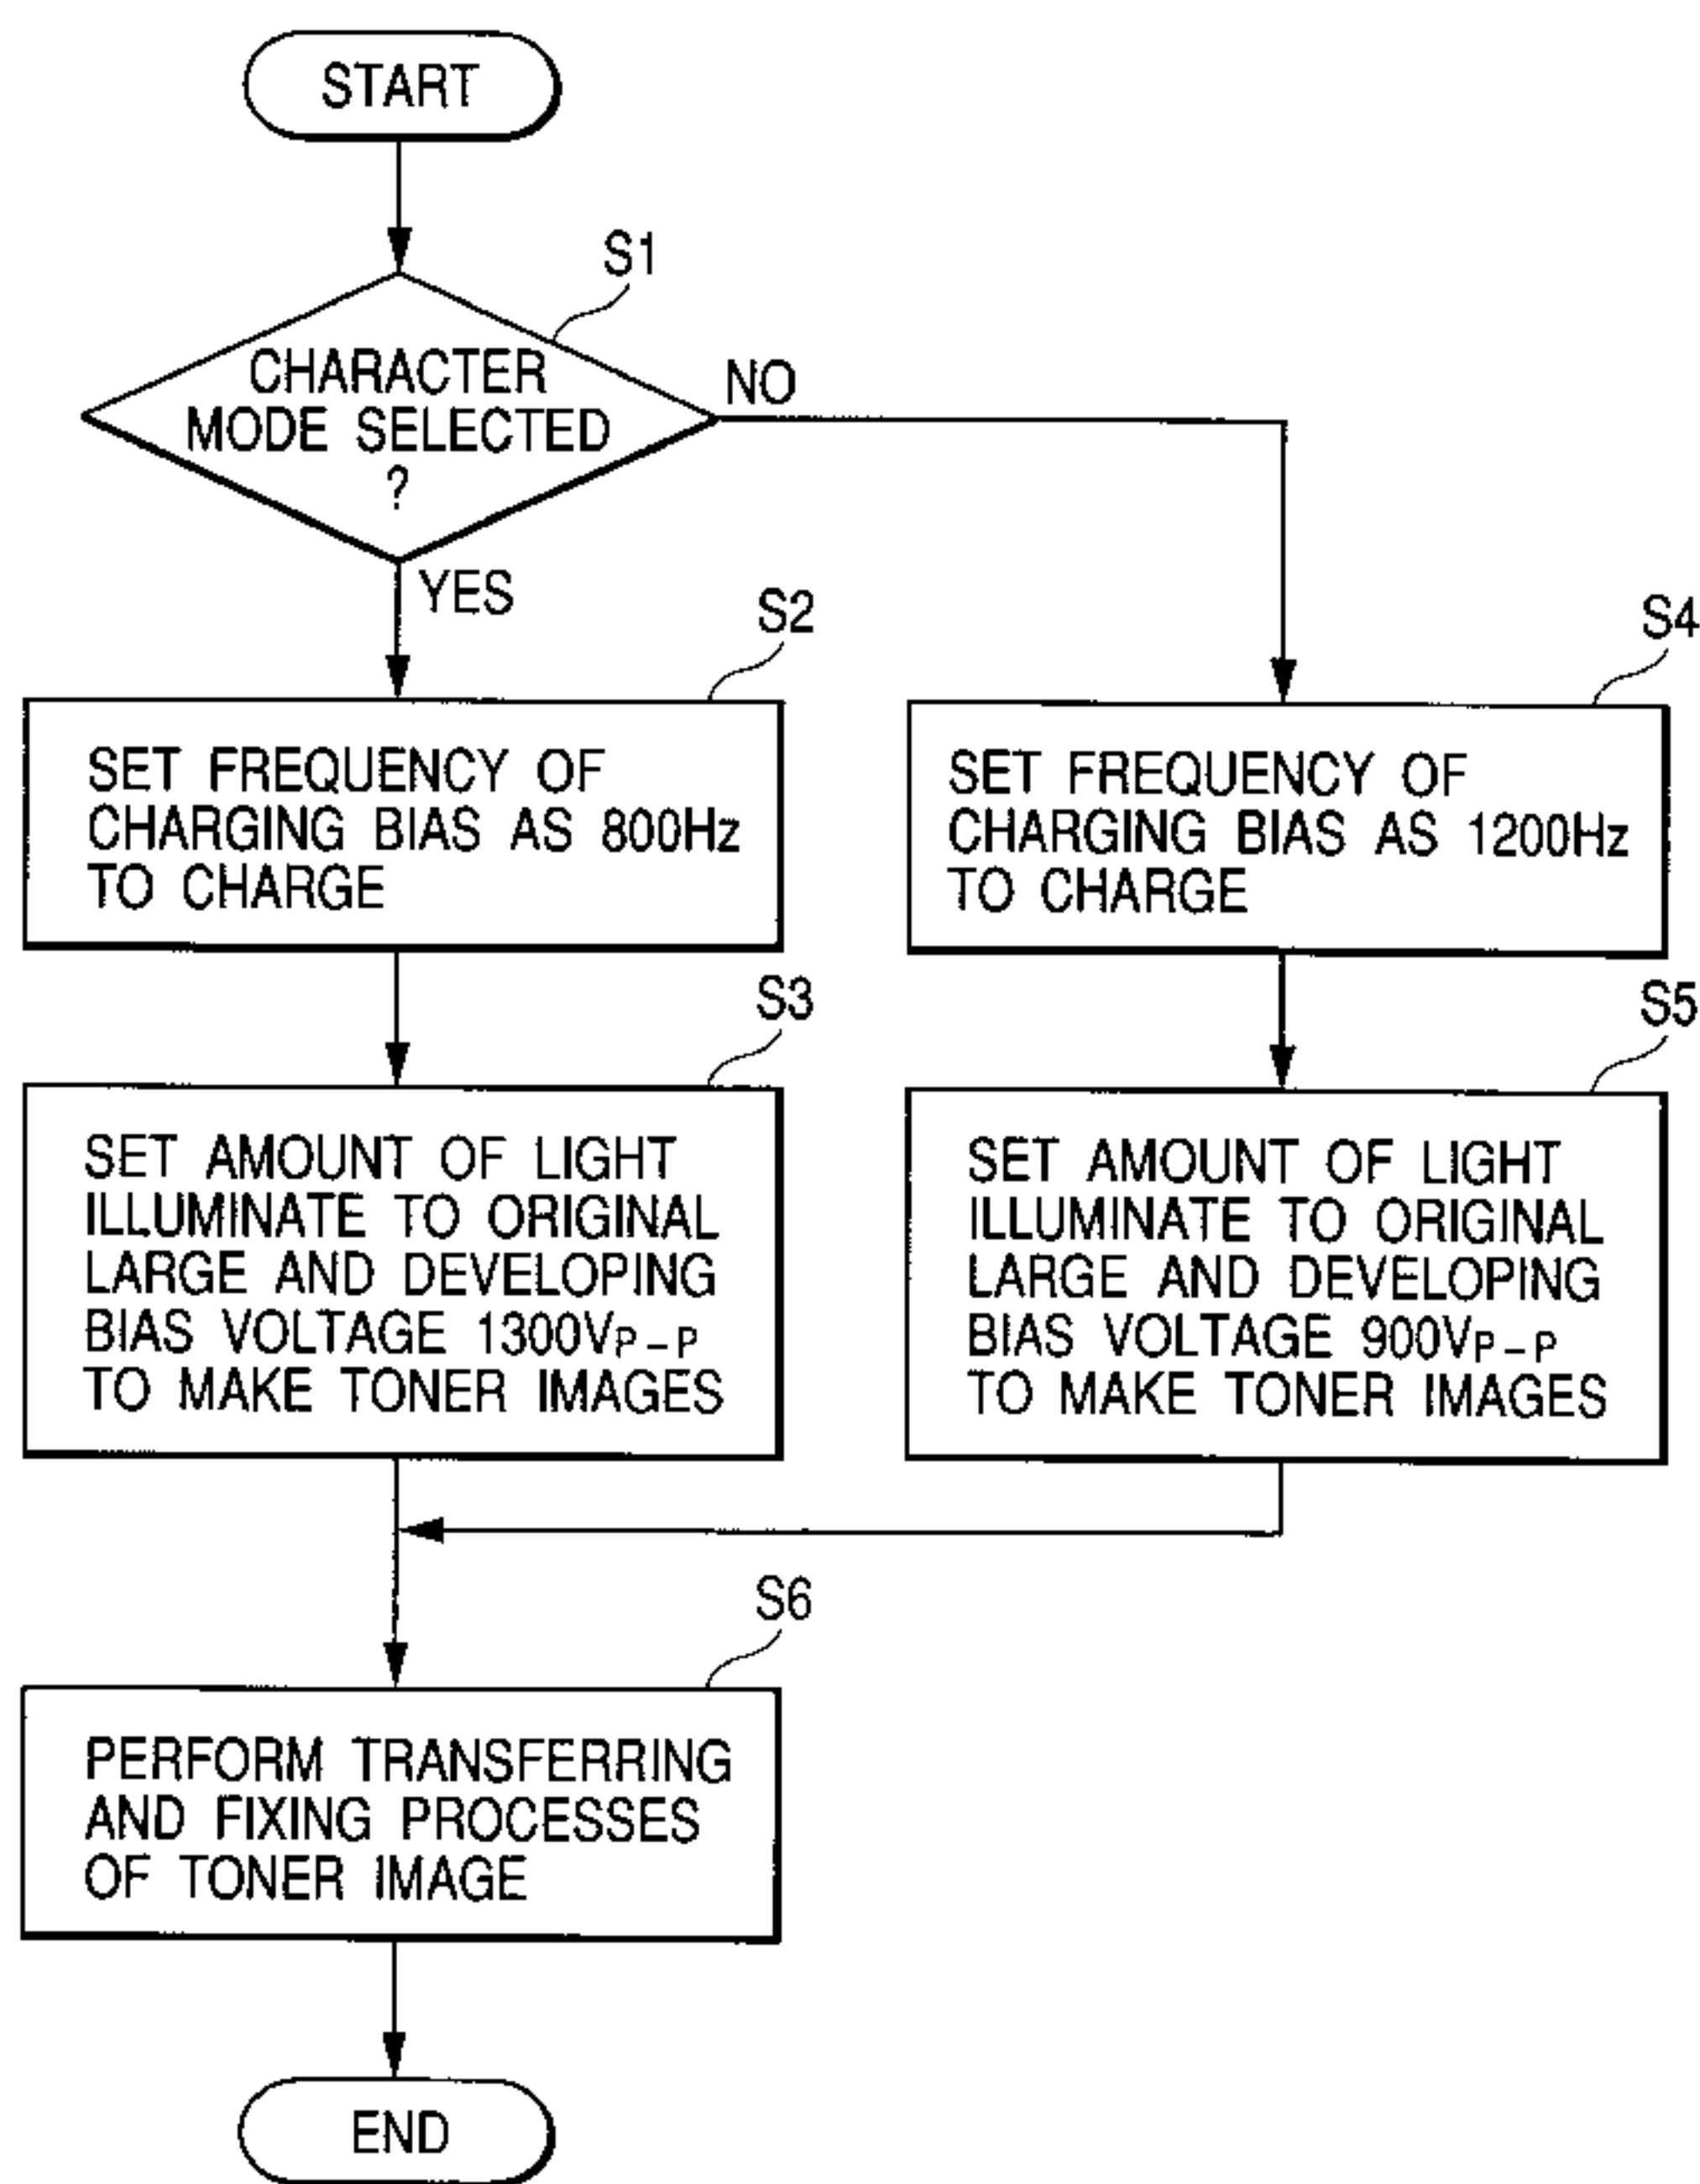 START
S1
CHARACTER
MODE SELECTED
?
NO
YES
S2
SET FREQUENCY OF
CHARGING BIAS AS 800Hz
TO CHARGE
S4
SET FREQUENCY OF
CHARGING BIAS AS 1200Hz
TO CHARGE
S3
SET AMOUNT OF LIGHT
ILLUMINATE TO ORIGINAL
LARGE AND DEVELOPING
BIAS VOLTAGE 1300VP-P
TO MAKE TONER IMAGES
S5
SET AMOUNT OF LIGHT
ILLUMINATE TO ORIGINAL
LARGE AND DEVELOPING
BIAS VOLTAGE 900VP-P
TO MAKE TONER IMAGES
S6
PERFORM TRANSFERRING
AND FIXING PROCESSES
OF TONER IMAGE
END